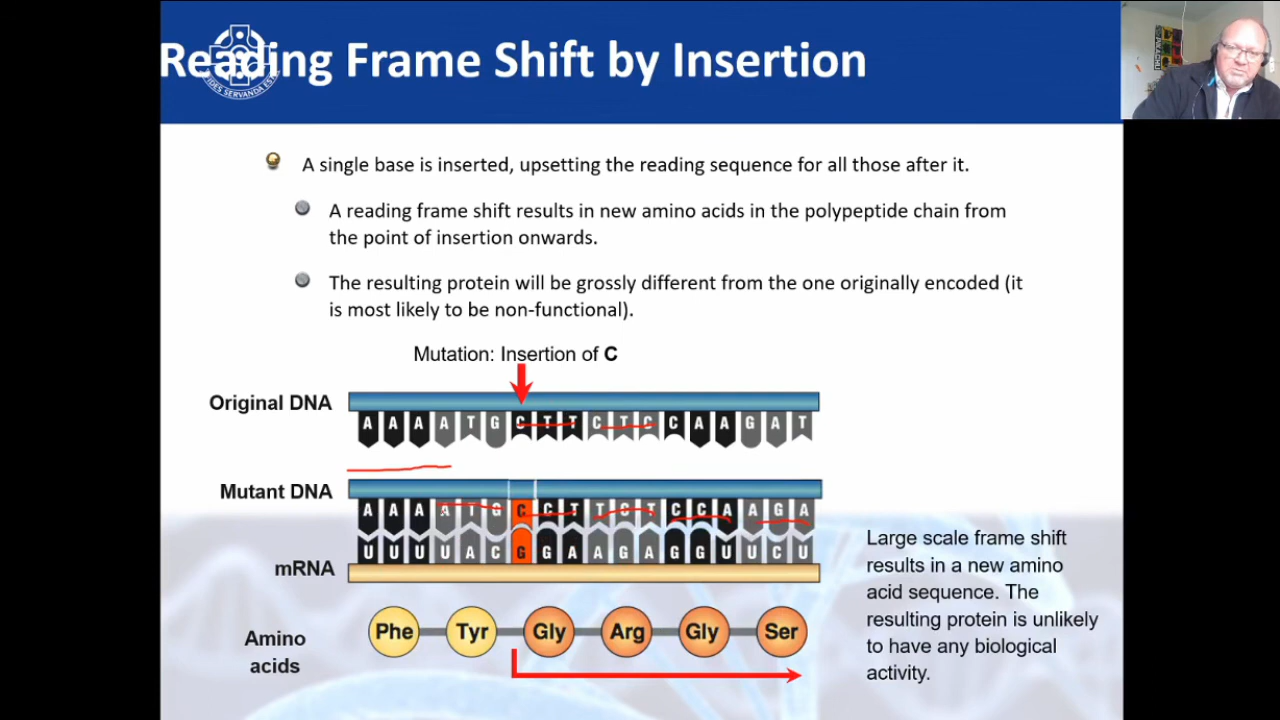 Reading Frame Shift by Insertion
FIDES SERVANDA EST
A single base is inserted, upsetting the reading sequence for all those after it.
A reading frame shift results in new amino acids in the polypeptide chain from
the point of insertion onwards.
The resulting protein will be grossly different from the one originally encoded (it
is most likely to be non-functional).
Mutation: Insertion of C
Original DNA
A A A A T G C T T C T C C A A G A T
Mutant DNA
A A A A T G C C T T C T C C A A G A
U U U U A C G G A A G A G G U U C U
mRNA
Phe Tyr Gly Arg Gly Ser
Amino
acids
Large scale frame shift
results in a new amino
acid sequence. The
resulting protein is unlikely
to have any biological
activity.